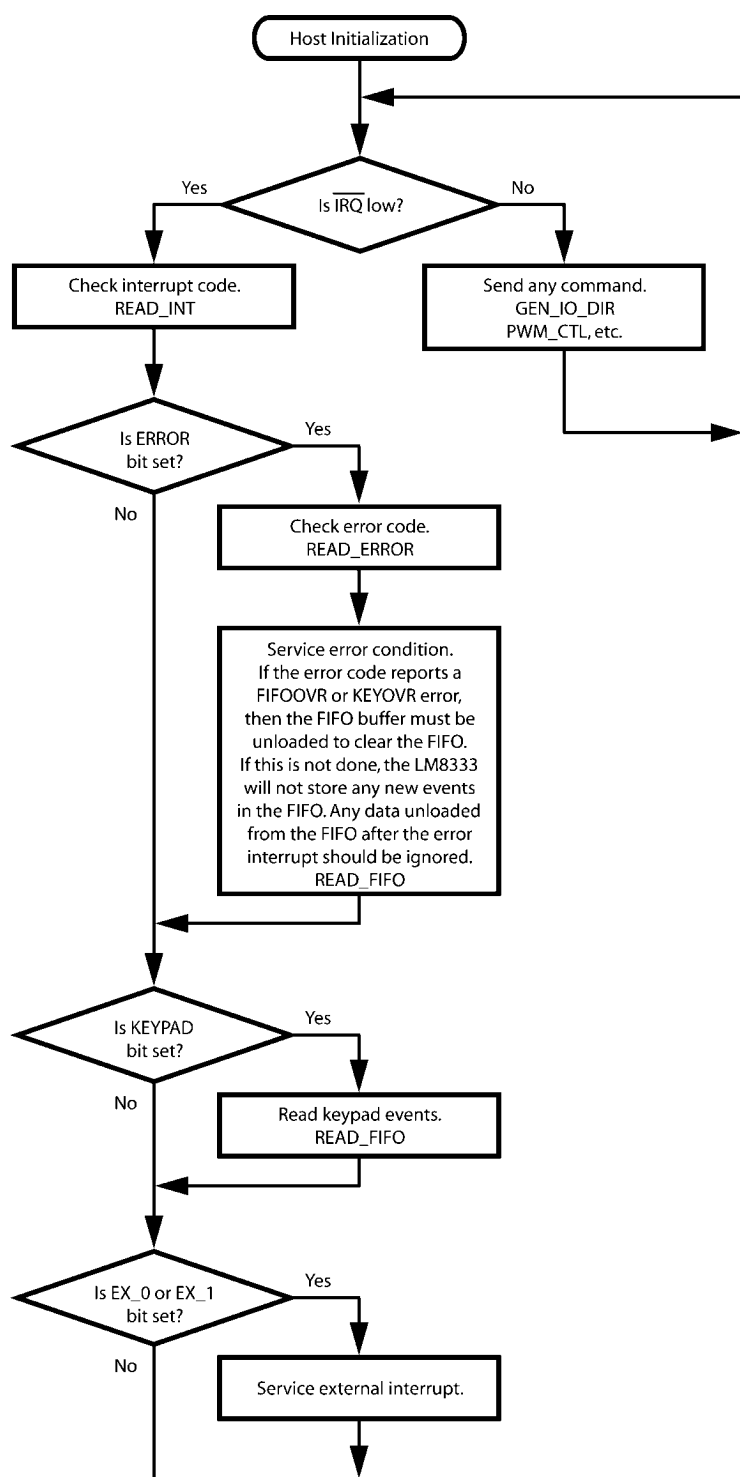 Host Initialization
Yes
No
Is IRQ low?
Check interrupt code.
READ_INT
Send any command.
GEN_IO_DIR
PWM_CTL, etc.
Is ERROR
bit set?
Yes
No
Check error code.
READ_ERROR
Service error condition.
If the error code reports a
FIFOOVR or KEYOVR error,
then the FIFO buffer must be
unloaded to clear the FIFO.
If this is not done, the LM8333
will not store any new events
in the FIFO. Any data unloaded
from the FIFO after the error
interrupt should be ignored.
READ_FIFO
Is KEYPAD
bit set?
Yes
No
Read keypad events.
READ_FIFO
Is EX_0 or EX_1
bit set?
Yes
No
Service external interrupt.